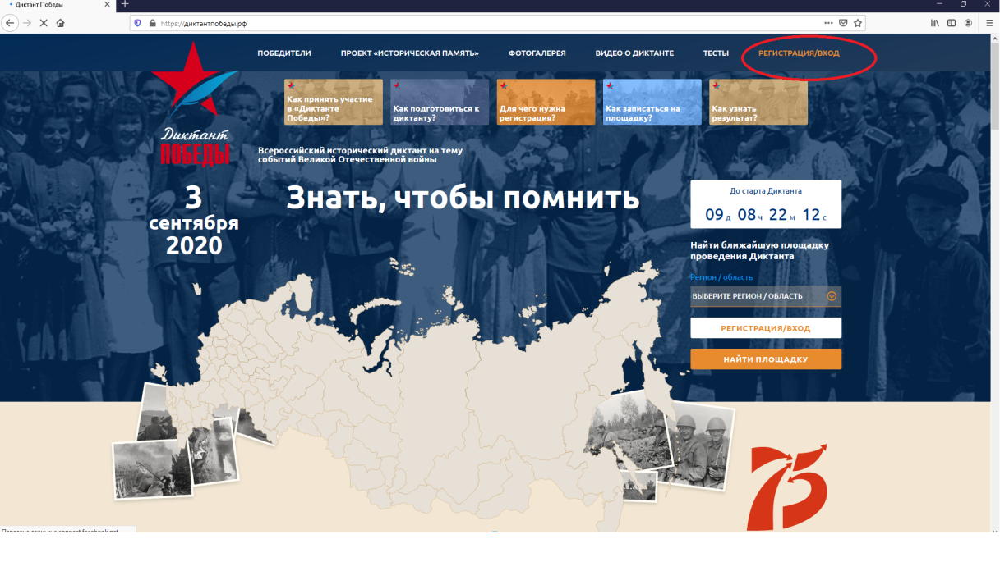 Диктант Победы
https://диктантпобеды.рф
ПОБЕДИТЕЛИ
ПРОЕКТ «ИСТОРИЧЕСКАЯ ПАМЯТЬ»
ФОТОГАЛЕРЕЯ
ВИДЕО О ДИКТАНТЕ
ТЕСТЫ
РЕГИСТРАЦИЯ/ВХОД
Диктант
ПОБЕДЫ
Как принять участие
в «Диктанте
Победы»?
Как подготовиться к
диктанту?
Для чего нужна
регистрация?
Как записаться на
площадку?
Как узнать
результат?
Всероссийский исторический диктант на тему
событий Великой Отечественной войны
3
сентября
2020
Знать, чтобы помнить
До старта Диктанта
09 д 08 ч 22 м 12 с
Найти ближайшую площадку
проведения Диктанта
Регион / область
ВЫБЕРИТЕ РЕГИОН / ОБЛАСТЬ
РЕГИСТРАЦИЯ/ВХОД
НАЙТИ ПЛОЩАДКУ
75
Передача данных с connect.facebook.net